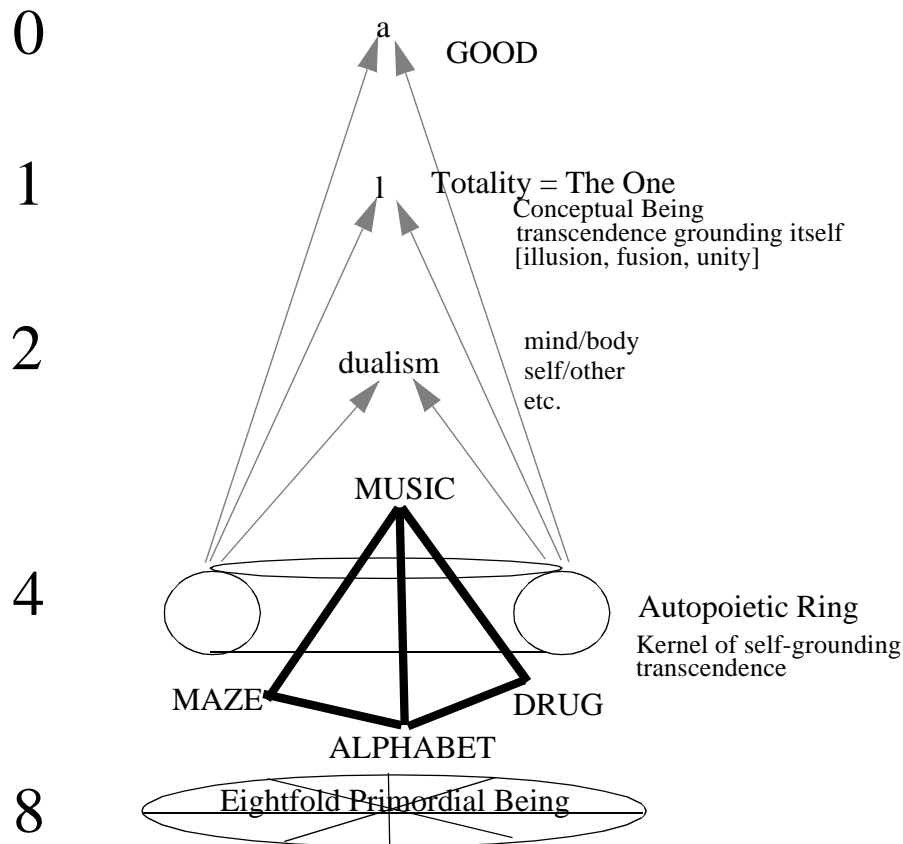 0
a
GOOD
1
l
Totality = The One
Conceptual Being
transcendence grounding itself
[illusion, fusion, unity]
2
dualism
mind/body
self/other
etc.
MUSIC
4
Autopoietic Ring
Kernel of self-grounding
transcendence
MAZE
DRUG
ALPHABET
8
Eightfold Primordial Being